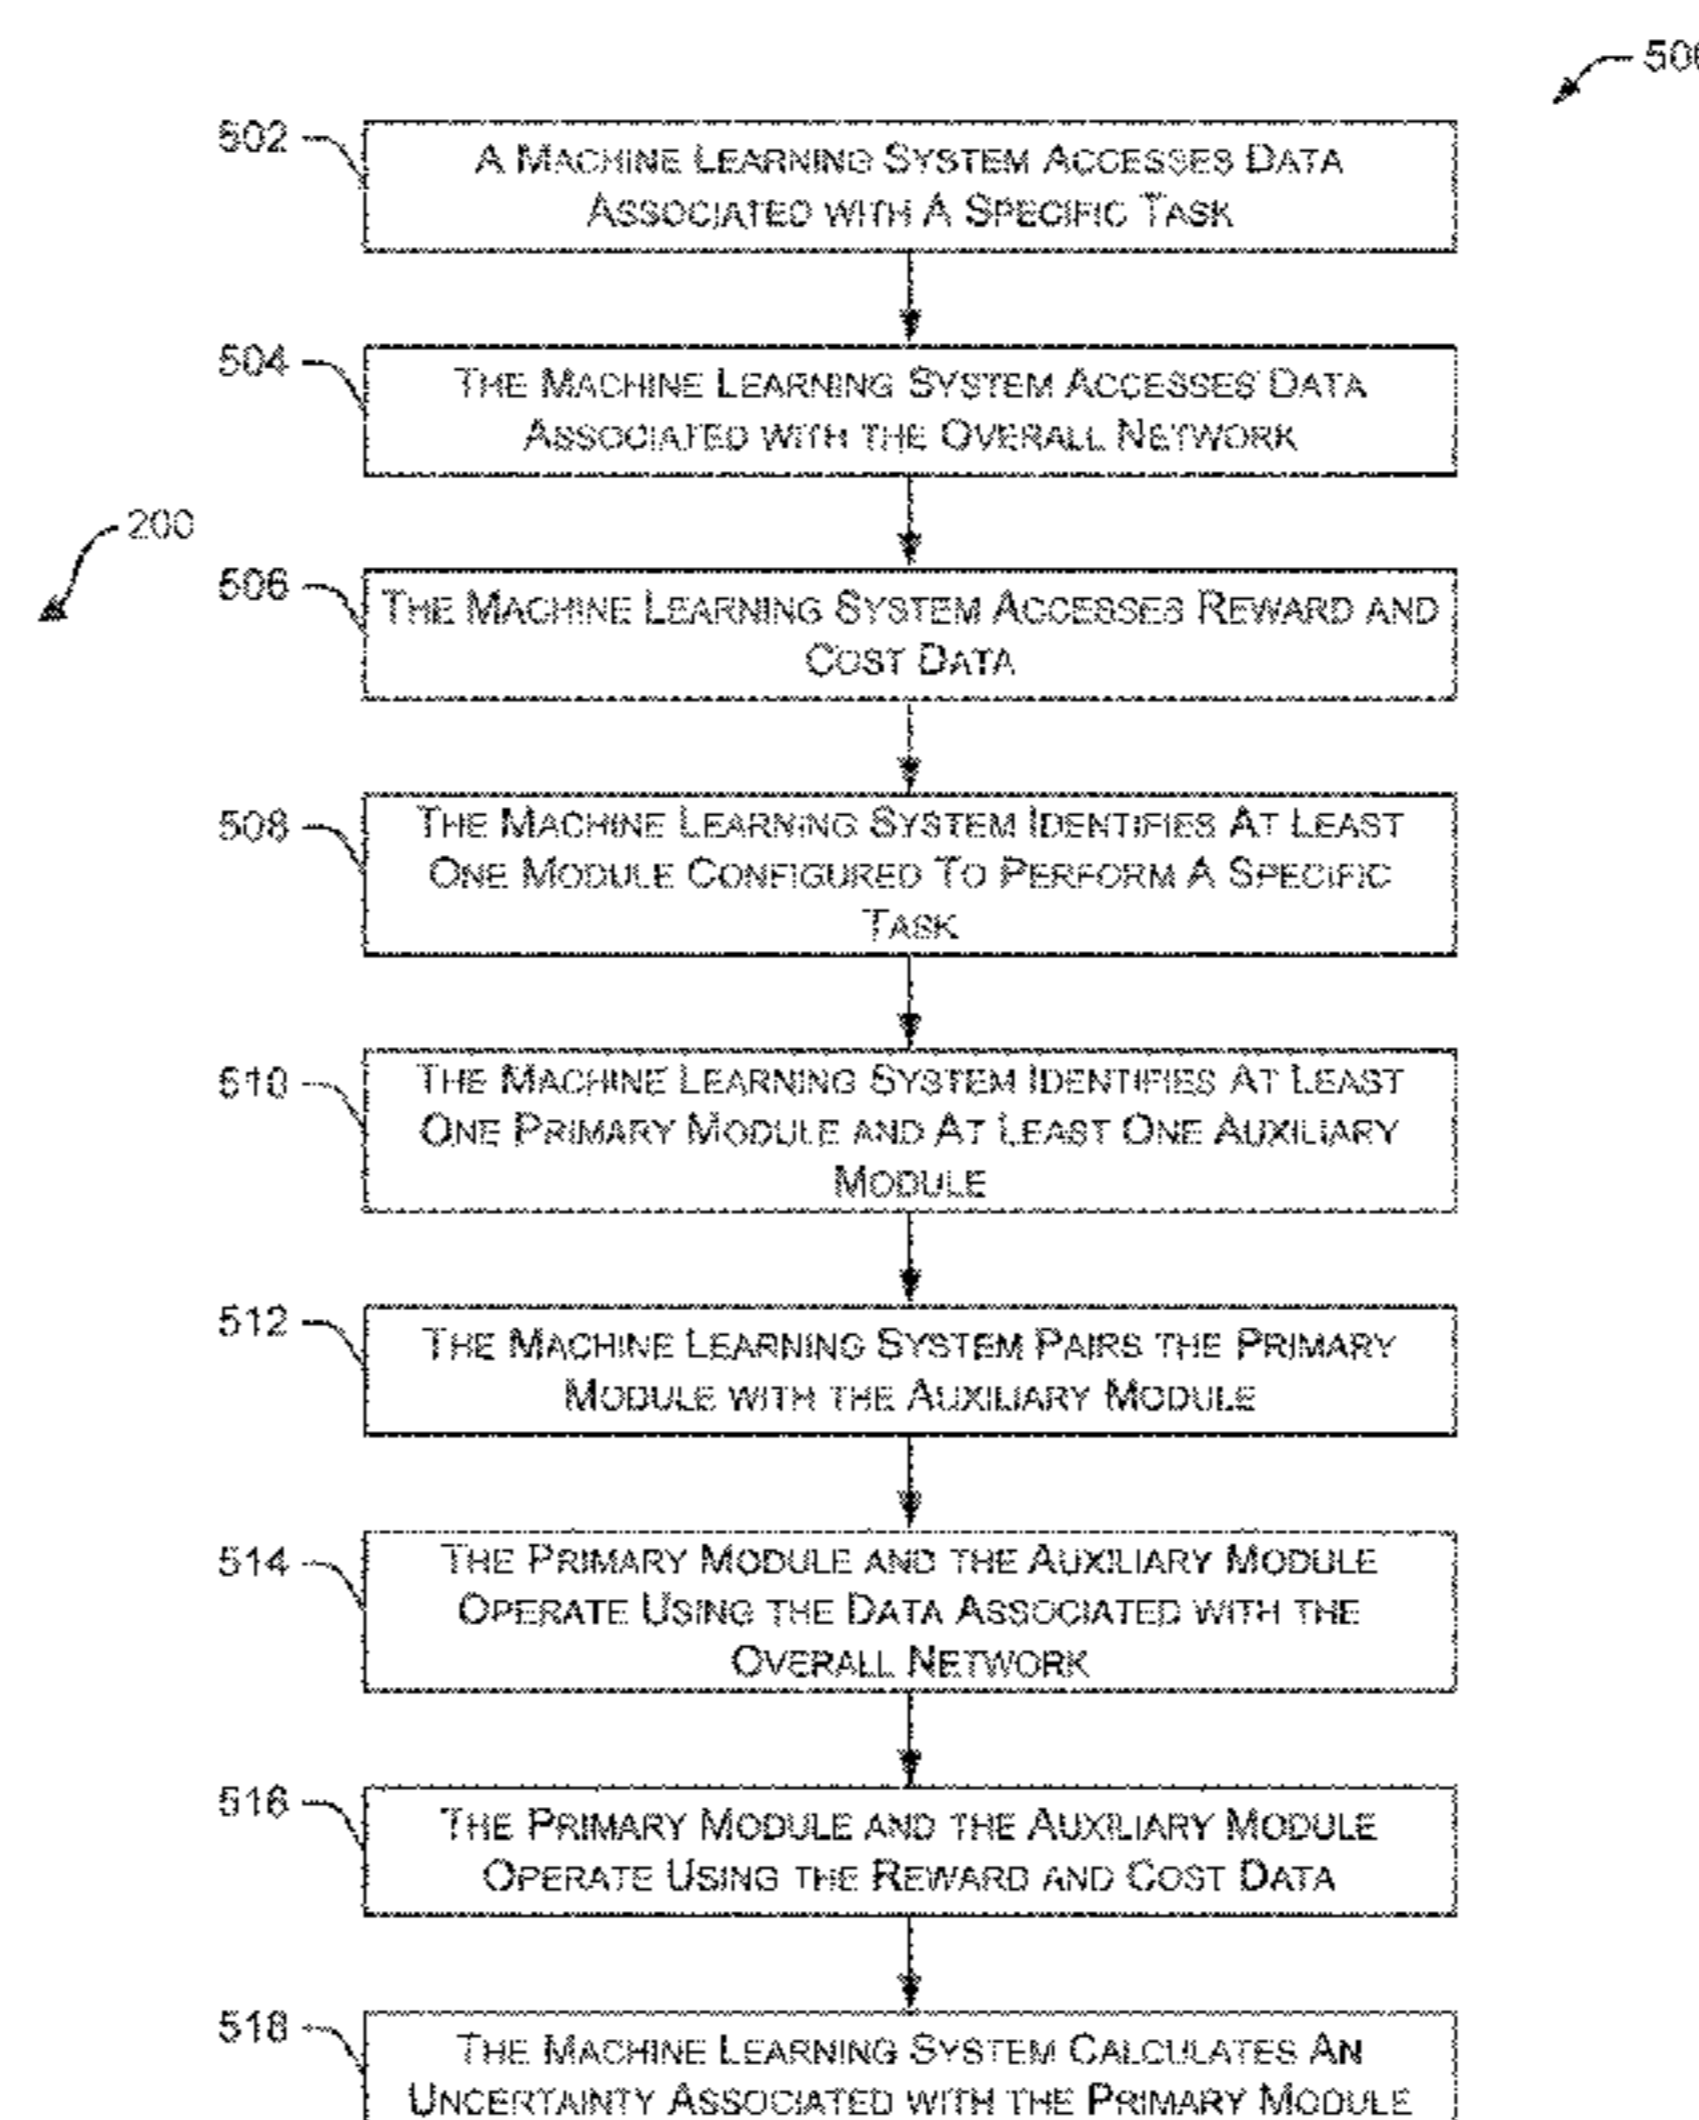 500
502
A MACHINE LEARNING SYSTEM ACCESSES DATA
ASSOCIATED WITH A SPECIFIC TASK
504
THE MACHINE LEARNING SYSTEM ACCESSES DATA
ASSOCIATED WITH THE OVERALL NETWORK
200
506
THE MACHINE LEARNING SYSTEM ACCESSES REWARD AND
COST DATA
508
THE MACHINE LEARNING SYSTEM IDENTIFIES AT LEAST
ONE MODULE CONFIGURED TO PERFORM A SPECIFIC
TASK
510
THE MACHINE LEARNING SYSTEM IDENTIFIES AT LEAST
ONE PRIMARY MODULE AND AT LEAST ONE AUXILIARY
MODULE
512
THE MACHINE LEARNING SYSTEM PAIRS THE PRIMARY
MODULE WITH THE AUXILIARY MODULE
514
THE PRIMARY MODULE AND THE AUXILIARY MODULE
OPERATE USING THE DATA ASSOCIATED WITH THE
OVERALL NETWORK
516
THE PRIMARY MODULE AND THE AUXILIARY MODULE
OPERATE USING THE REWARD AND COST DATA
518
THE MACHINE LEARNING SYSTEM CALCULATES AN
UNCERTAINTY ASSOCIATED WITH THE PRIMARY MODULE